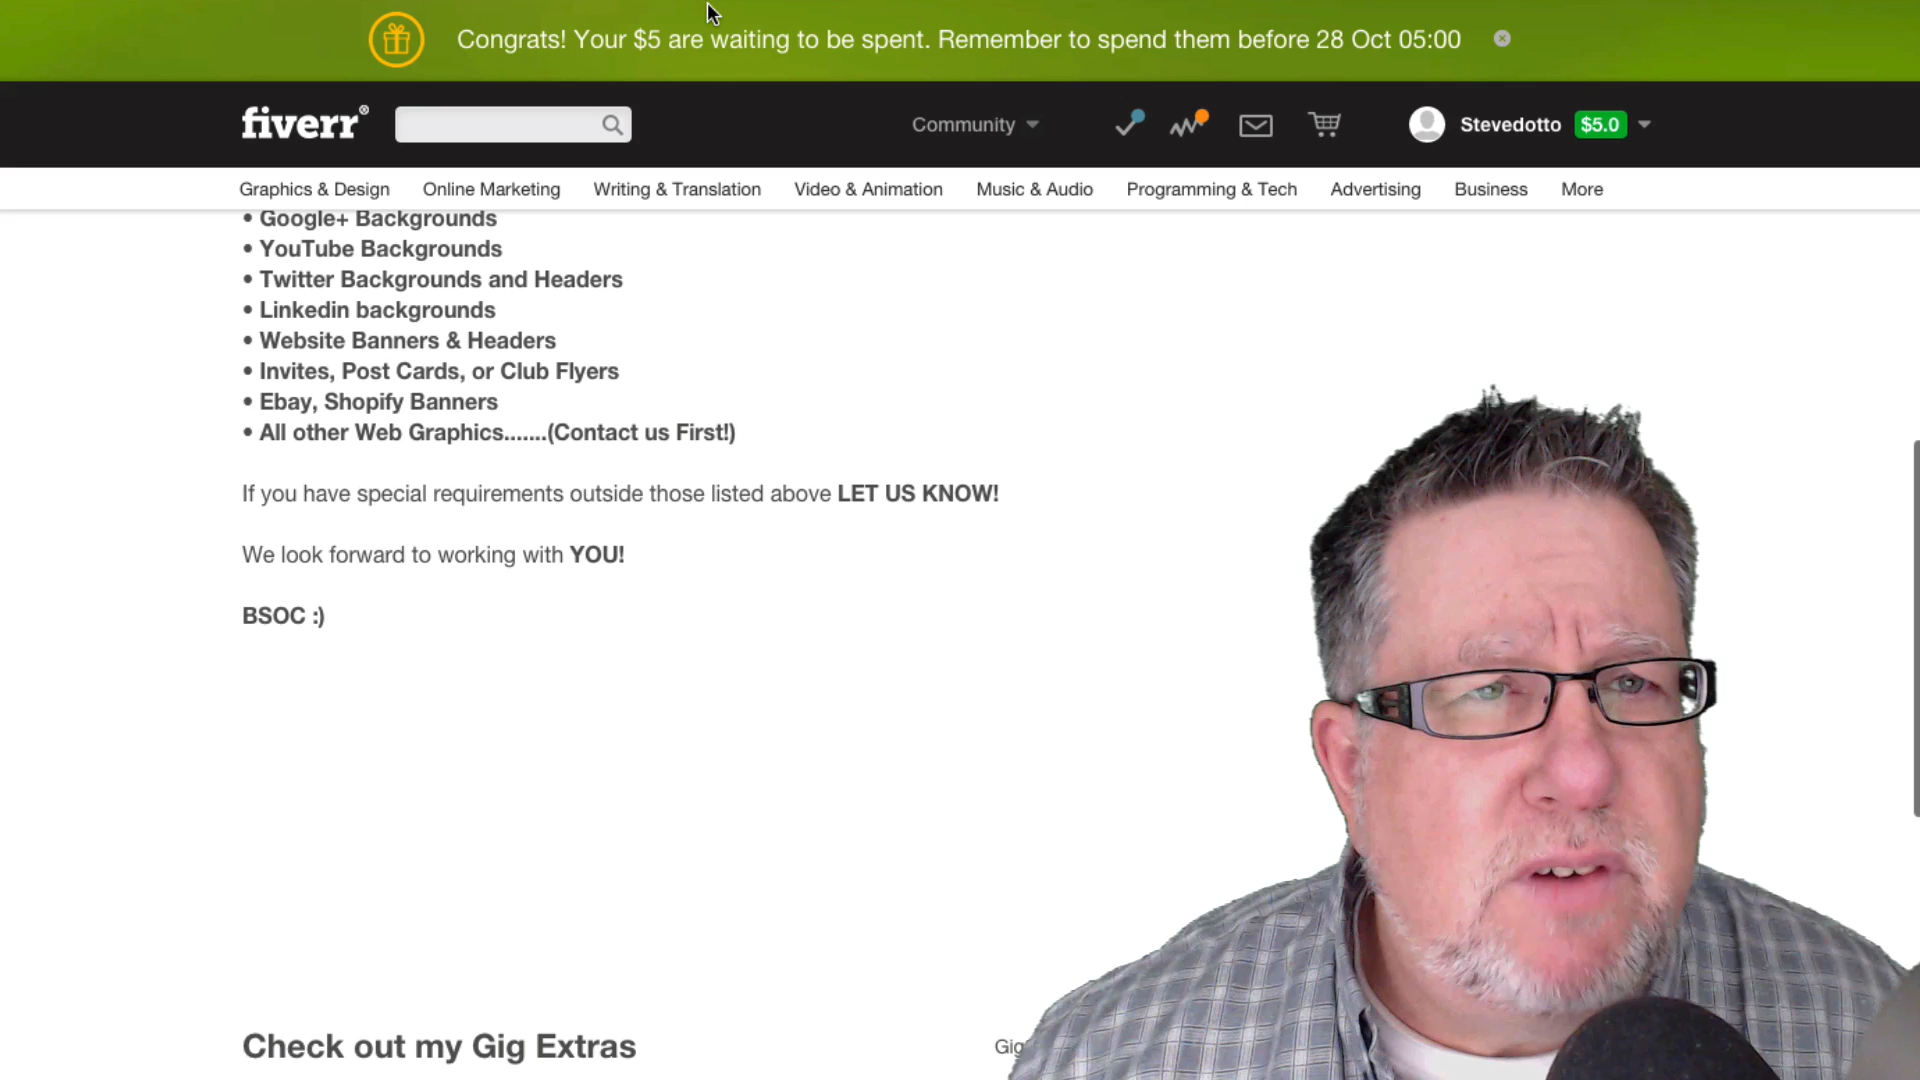 Congrats! Your $5 are waiting to be spent. Remember to spend them before 28 Oct 05:00
fiverr®
Community
Stevedotto
$5.0
Graphics & Design Online Marketing Writing & Translation Video & Animation Music & Audio Programming & Tech Advertising Business More
• Google+ Backgrounds
• YouTube Backgrounds
• Twitter Backgrounds and Headers
• Linkedin backgrounds
• Website Banners & Headers
• Invites, Post Cards, or Club Flyers
• Ebay, Shopify Banners
• All other Web Graphics.......(Contact us First!)
If you have special requirements outside those listed above LET US KNOW!
We look forward to working with YOU!
BSOC :)
Check out my Gig Extras
Gig